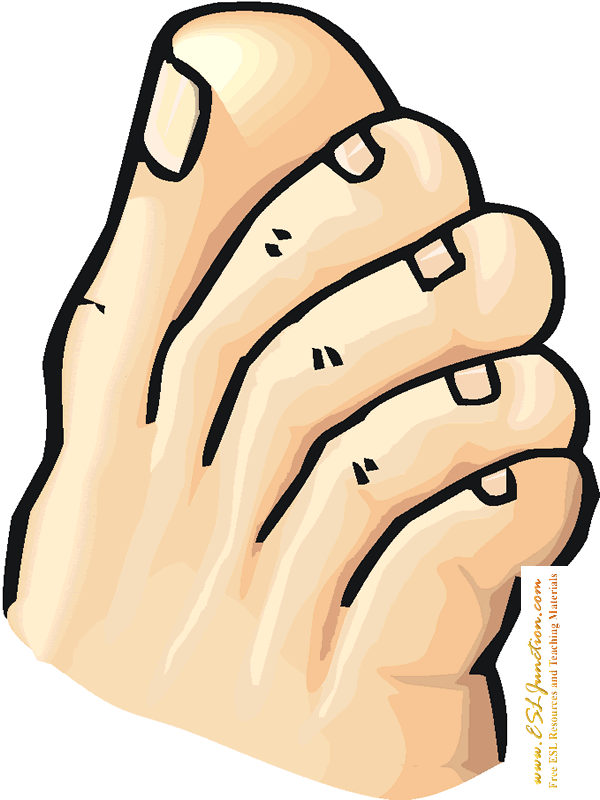 www.ESLJunction.com
Free ESL Resources and Teaching Materials